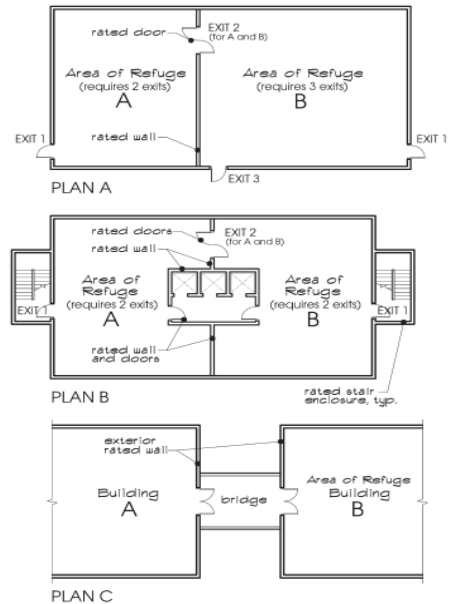 rated door
EXIT 2
(for A and B)
Area of Refuge
(requires 2 exits)
A
Area of Refuge
(requires 3 exits)
B
EXIT 1
rated wall
EXIT 1
EXIT 3
PLAN A
rated doors
rated wall
EXIT 2
(for A and B)
Area of
Refuge
(requires 2 exits)
A
Area of
Refuge
(requires 2 exits)
B
EXIT 1
EXIT 1
rated wall
and doors
rated stair
enclosure, typ.
PLAN B
exterior
rated wall
Building
A
bridge
Area of Refuge
Building
B
PLAN C